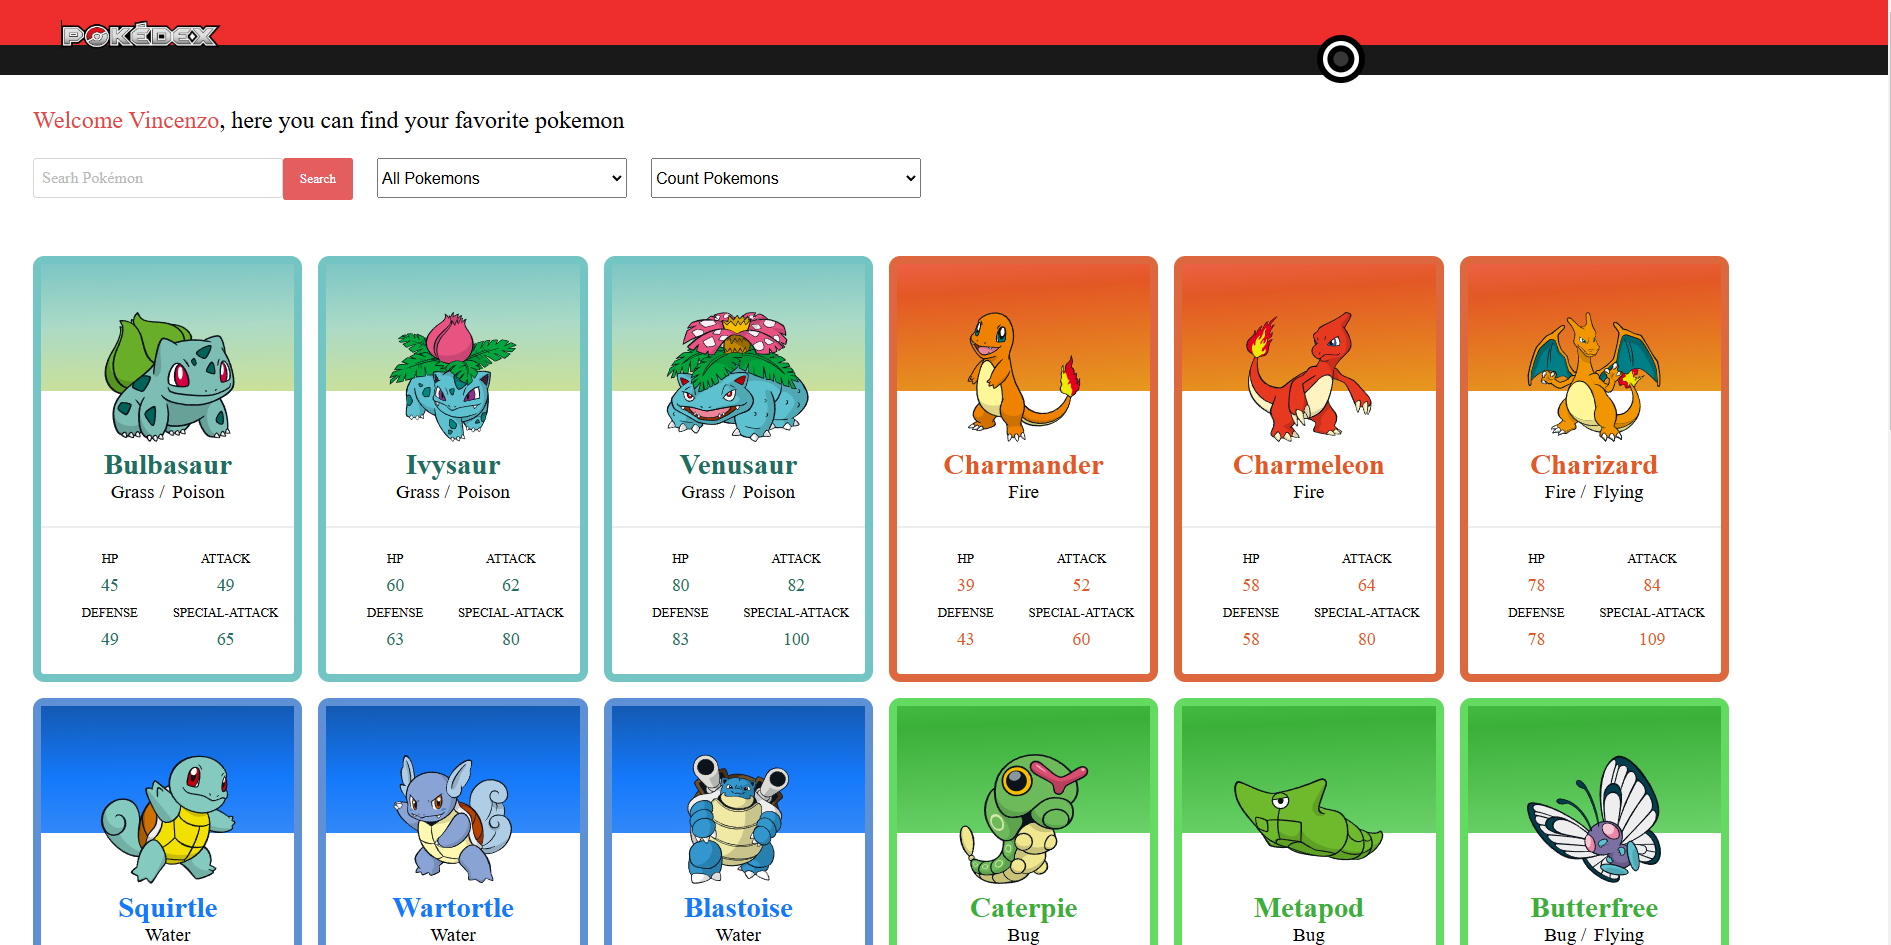 POKÉDEX
Welcome Vincenzo, here you can find your favorite pokemon
Searh Pokémon Search All Pokemons Count Pokemons
Bulbasaur
Grass / Poison
HP ATTACK
45 49
DEFENSE SPECIAL-ATTACK
49 65
Ivysaur
Grass / Poison
HP ATTACK
60 62
DEFENSE SPECIAL-ATTACK
63 80
Venusaur
Grass / Poison
HP ATTACK
80 82
DEFENSE SPECIAL-ATTACK
83 100
Charmander
Fire
HP ATTACK
39 52
DEFENSE SPECIAL-ATTACK
43 60
Charmeleon
Fire
HP ATTACK
58 64
DEFENSE SPECIAL-ATTACK
58 80
Charizard
Fire / Flying
HP ATTACK
78 84
DEFENSE SPECIAL-ATTACK
78 109
Squirtle
Water
Wartortle
Water
Blastoise
Water
Caterpie
Bug
Metapod
Bug
Butterfree
Bug / Flying